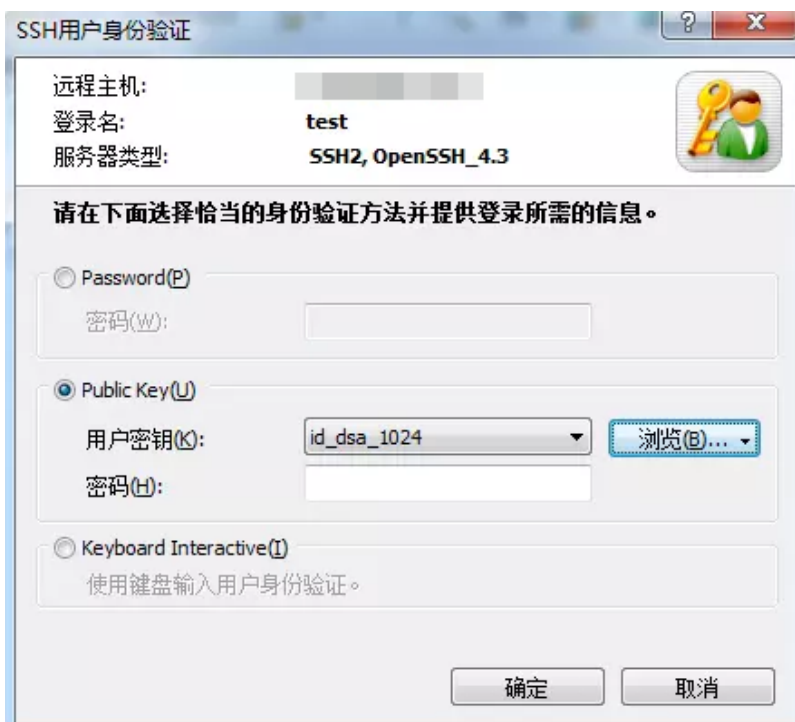 SSH用户身份验证
远程主机:
登录名: test
服务器类型: SSH2, OpenSSH_4.3
请在下面选择恰当的身份验证方法并提供登录所需的信息。
Password(P)
密码(W):
Public Key(U)
用户密钥(K): id_dsa_1024 浏览(B)...
密码(H):
Keyboard Interactive(I)
使用键盘输入用户身份验证。
确定 取消